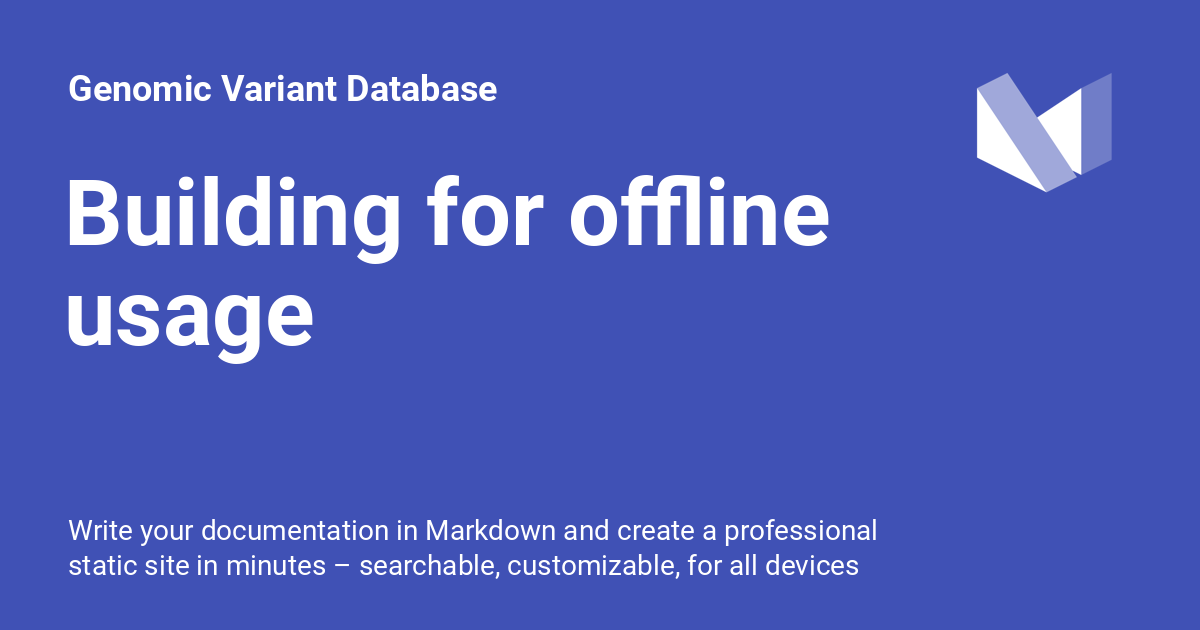 Genomic Variant Database
Building for offline
usage
Write your documentation in Markdown and create a professional
static site in minutes – searchable, customizable, for all devices